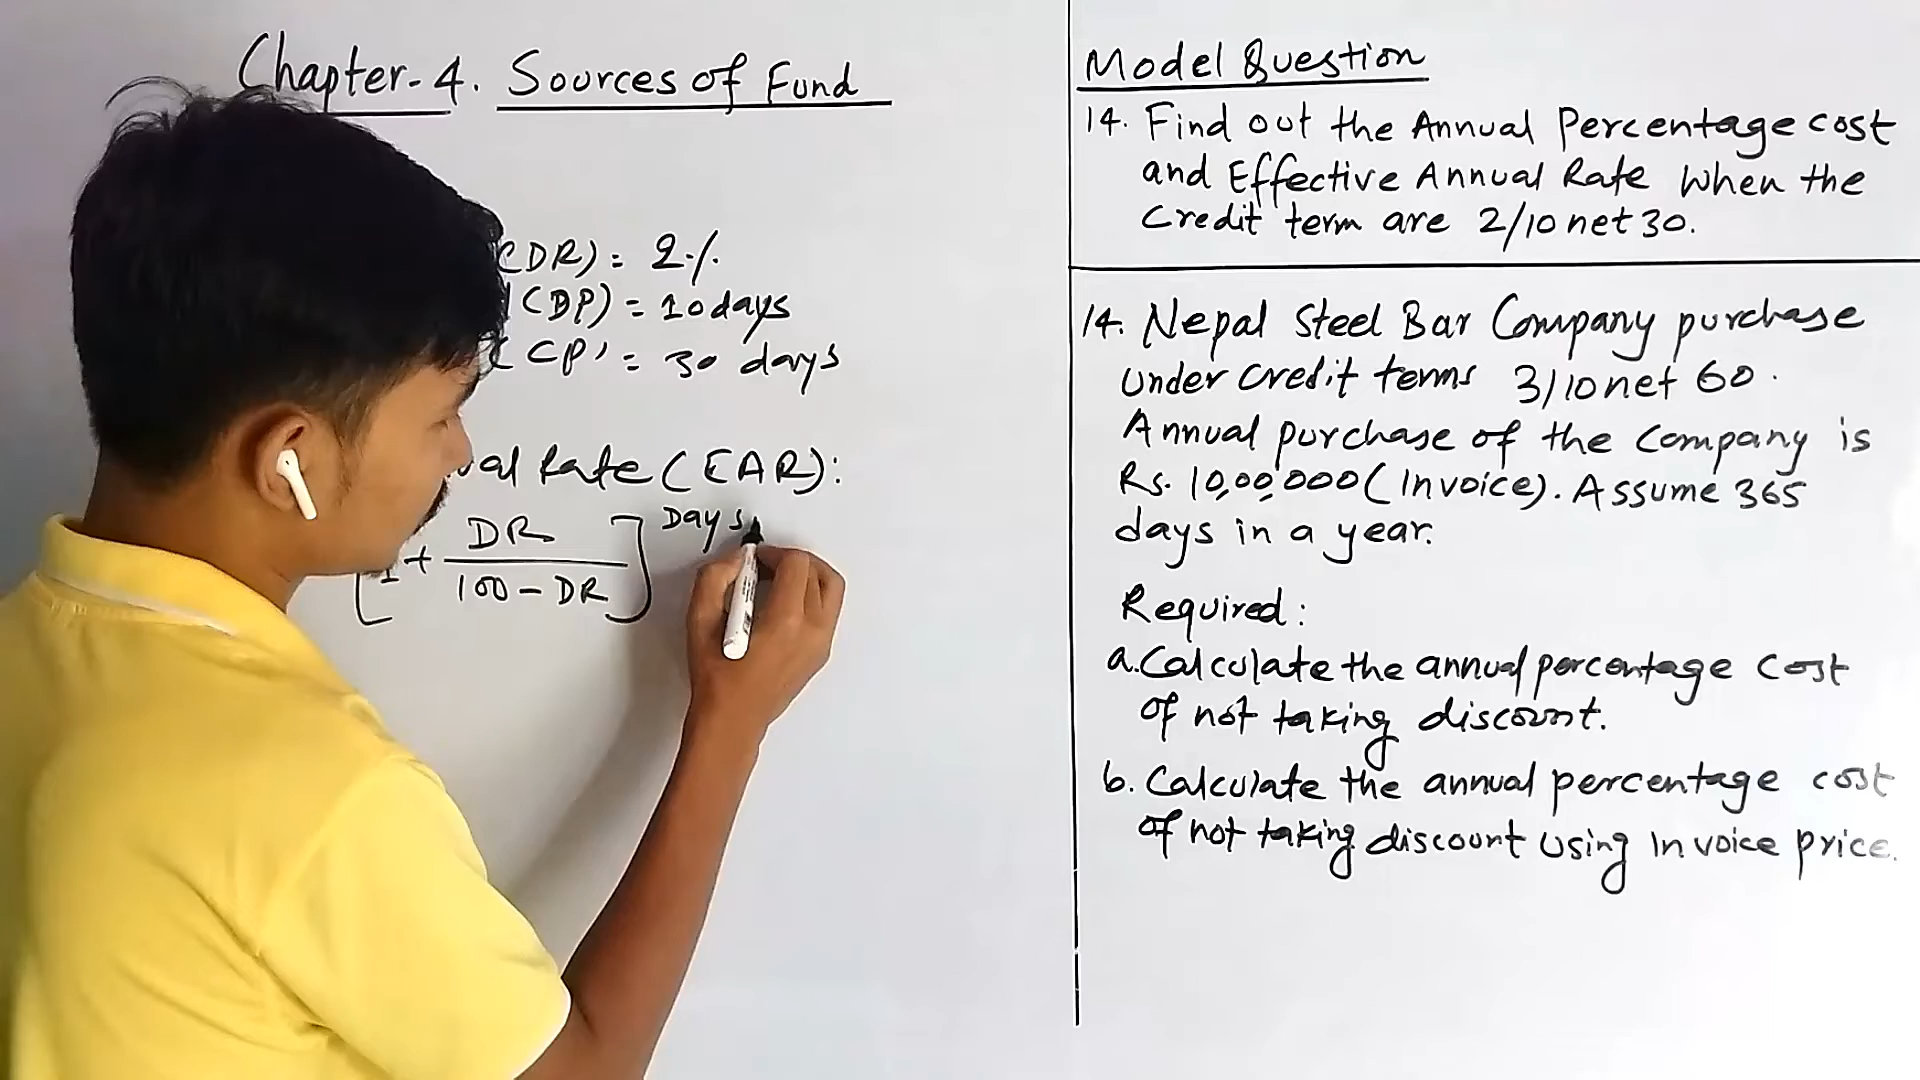 Chapter-4. Sources of Fund
(DR) = 2%
(DP) = 10 days
(CP) = 30 days
Rate (EAR):
DR Days
1+
100 - DR
Model Question
14. Find out the Annual Percentage cost
and Effective Annual Rate When the
Credit term are 2/10 net 30.
14. Nepal Steel Bar Company purchase
Under credit terms 3/10 net 60.
Annual purchase of the Company is
Rs. 10,00,000 (Invoice). Assume 365
days in a year.
Required:
a. Calculate the annual percentage cost
of not taking discount.
b. Calculate the annual percentage cost
of not taking discount using Invoice price.